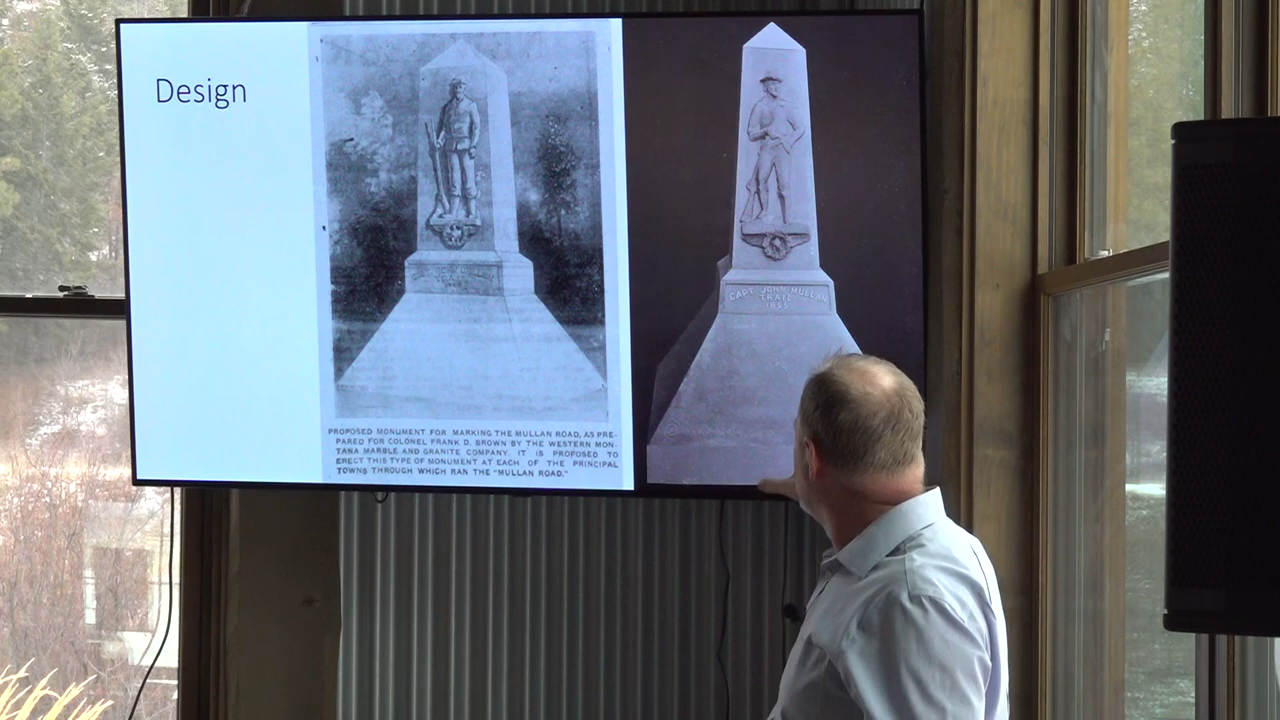 Design
PROPOSED MONUMENT FOR MARKING THE MULLAN ROAD, AS PRE-
PARED FOR COLONEL FRANK D. BROWN BY THE WESTERN MON-
TANA MARBLE AND GRANITE COMPANY. IT IS PROPOSED TO
ERECT THIS TYPE OF MONUMENT AT EACH OF THE PRINCIPAL
TOWNS THROUGH WHICH RAN THE "MULLAN ROAD."
CAPT. JOHN MULLAN
TRAIL
1855